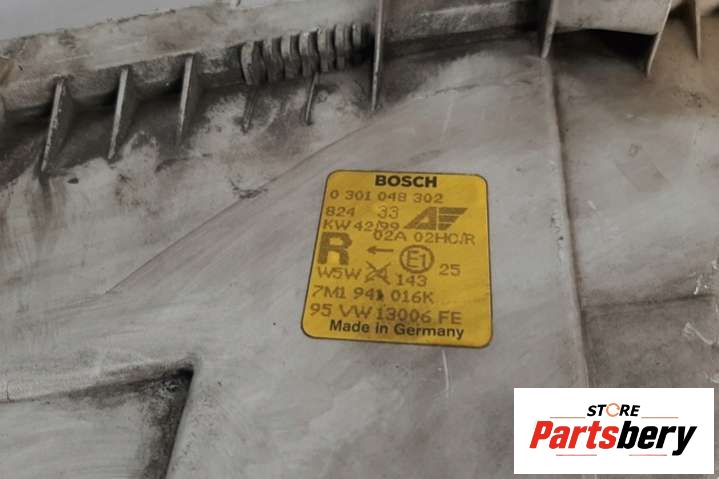 BOSCH
0 301 048 302
824 33
KW 42/99
02A 02HC/R
R ← E1 25
W5W 24 143
7M1 941 016K
95 VW 13006 FE
Made in Germany
STORE
Partsbery